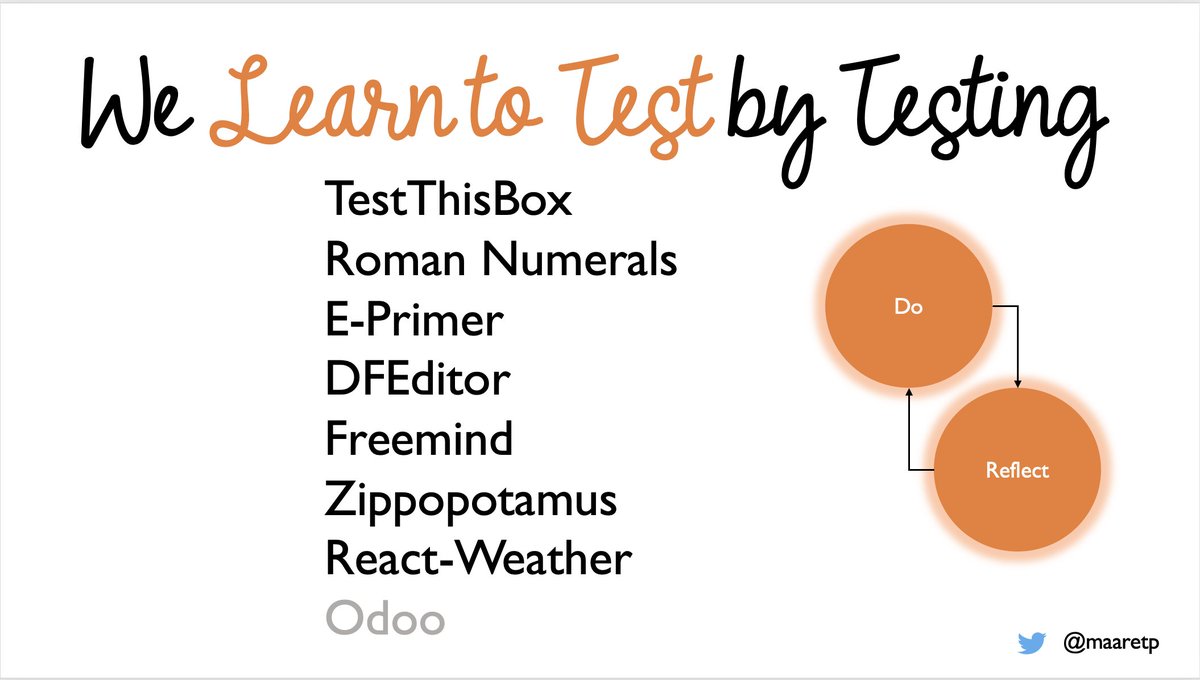 We Learn to Test by Testing
TestThisBox
Roman Numerals
E-Primer
DFEditor
Freemind
Zippopotamus
React-Weather
Odoo
Do
Reflect
@maaretp